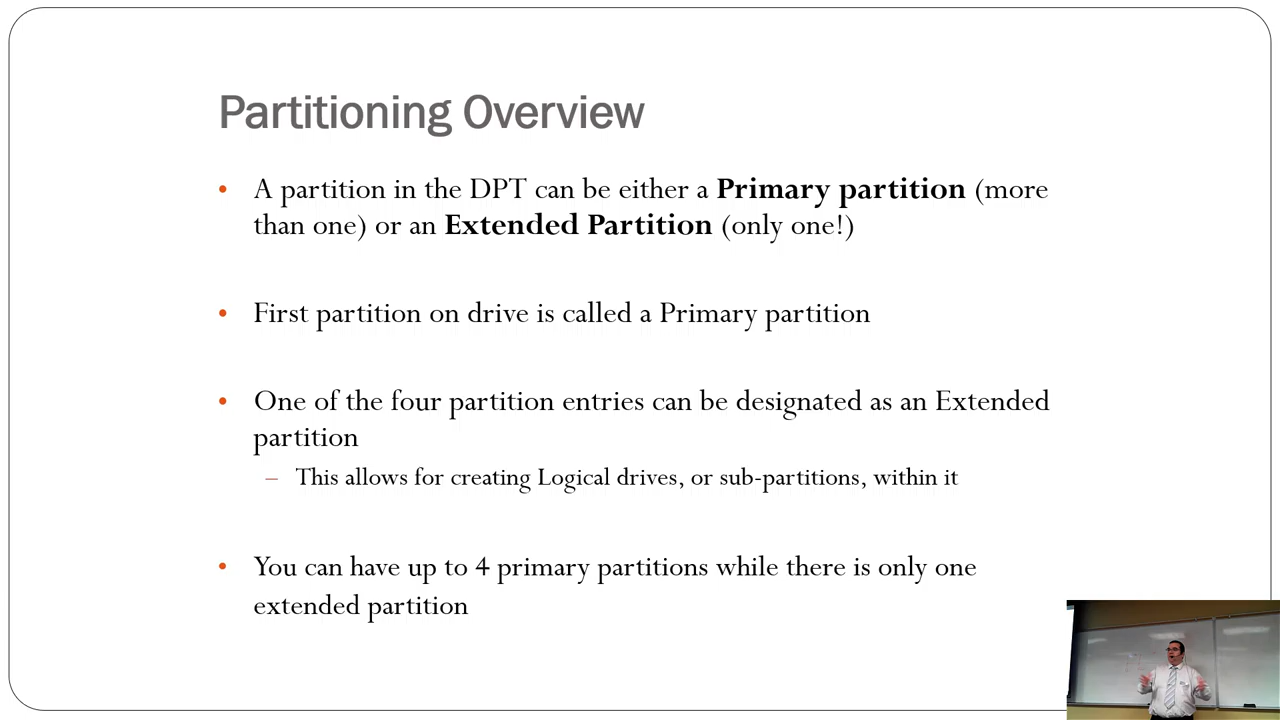 Partitioning Overview
• A partition in the DPT can be either a Primary partition (more
than one) or an Extended Partition (only one!)
• First partition on drive is called a Primary partition
• One of the four partition entries can be designated as an Extended
partition
– This allows for creating Logical drives, or sub-partitions, within it
• You can have up to 4 primary partitions while there is only one
extended partition